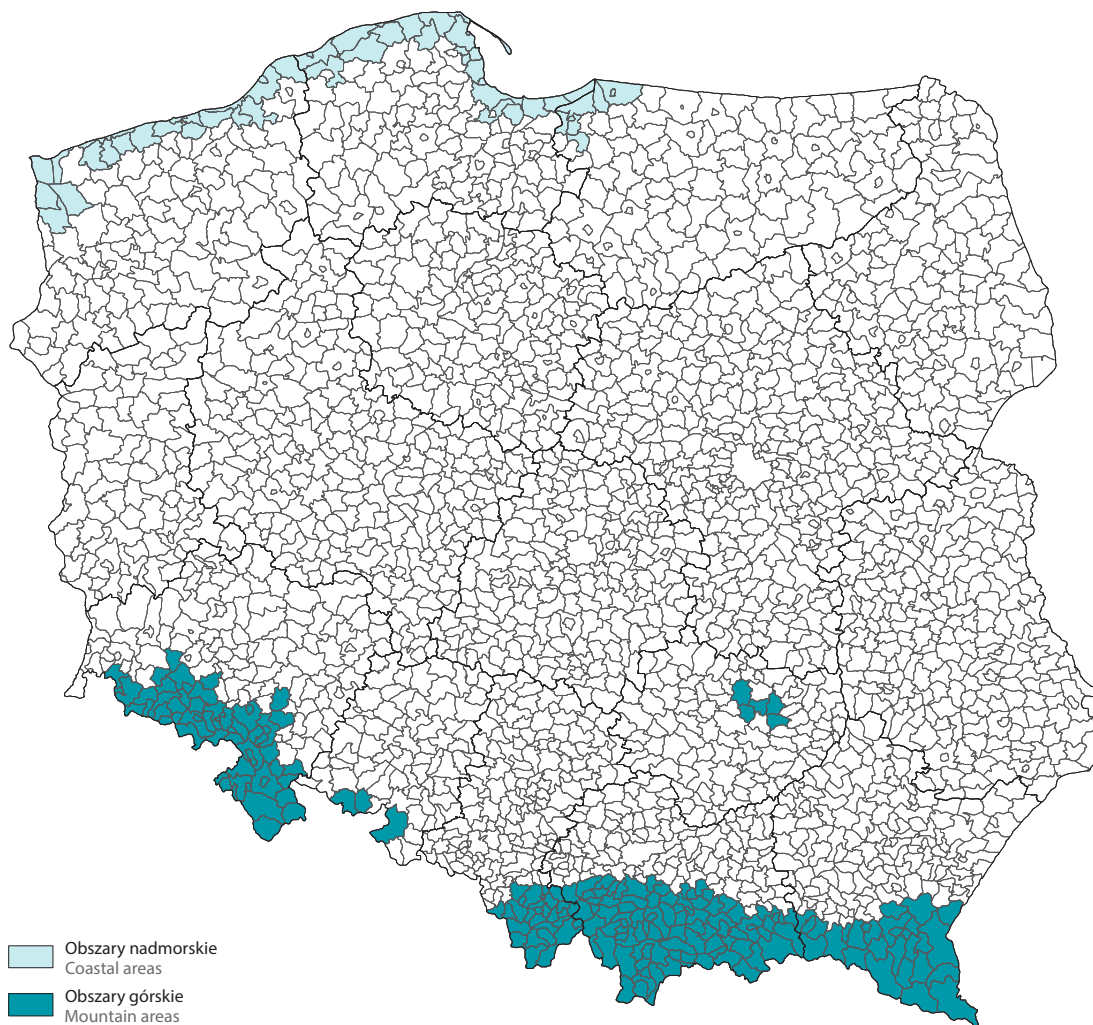 Obszary nadmorskie
Coastal areas
Obszary górskie
Mountain areas